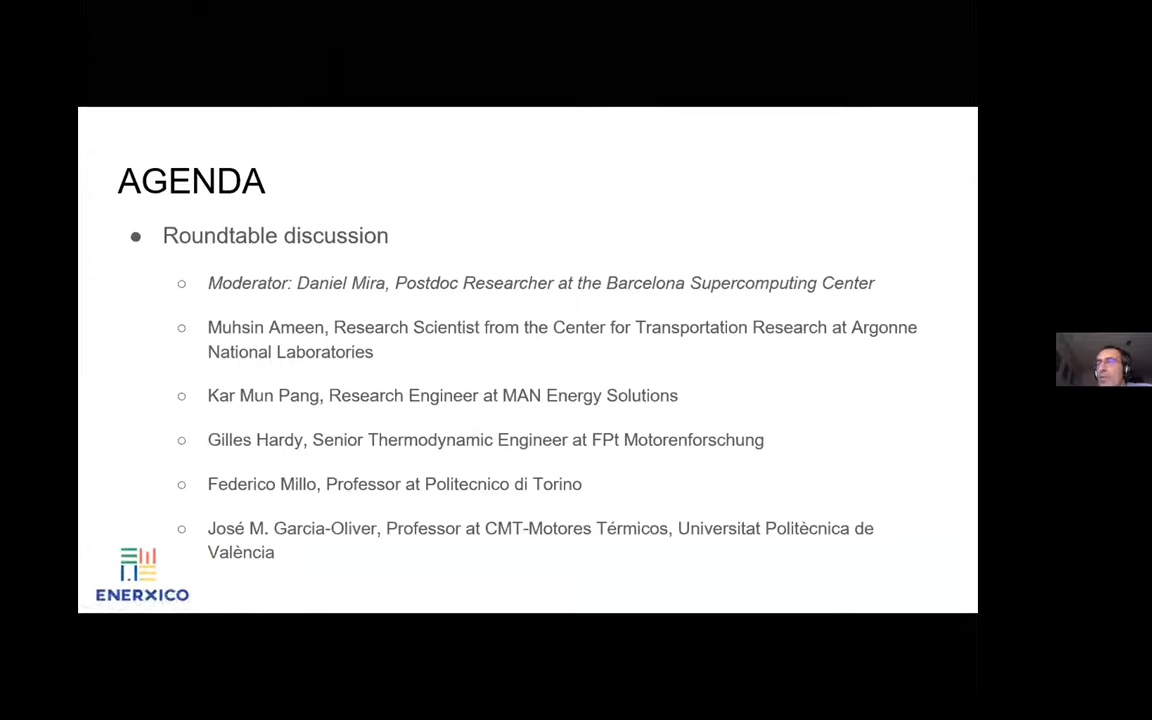 AGENDA
● Roundtable discussion
○ Moderator: Daniel Mira, Postdoc Researcher at the Barcelona Supercomputing Center
○ Muhsin Ameen, Research Scientist from the Center for Transportation Research at Argonne
National Laboratories
○ Kar Mun Pang, Research Engineer at MAN Energy Solutions
○ Gilles Hardy, Senior Thermodynamic Engineer at FPt Motorenforschung
○ Federico Millo, Professor at Politecnico di Torino
○ José M. Garcia-Oliver, Professor at CMT-Motores Térmicos, Universitat Politècnica de
València
ENERXICO